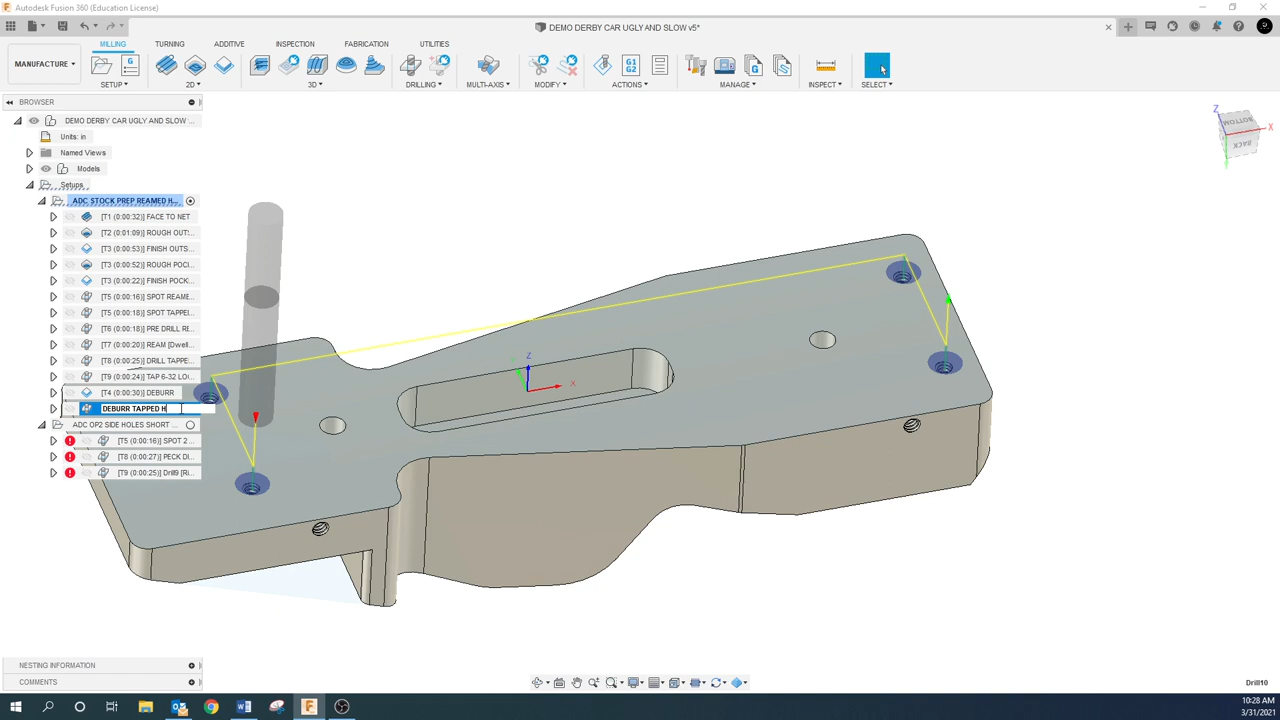 Autodesk Fusion 360 (Education License)
DEMO DERBY CAR UGLY AND SLOW v5*
MILLING TURNING ADDITIVE INSPECTION FABRICATION UTILITIES
MANUFACTURE
G1
G2
SETUP 2D 3D DRILLING MULTI-AXIS MODIFY ACTIONS MANAGE INSPECT SELECT
BROWSER
DEMO DERBY CAR UGLY AND SLOW ...
Units: in
Named Views
Models
Setups
ADC STOCK PREP REAMED H...
[T1 (0:00:32)] FACE TO NET
[T2 (0:01:09)] ROUGH OUT...
[T3 (0:00:53)] FINISH OUTS...
[T3 (0:00:52)] ROUGH POC...
[T3 (0:00:22)] FINISH POCK...
[T5 (0:00:16)] SPOT REAME...
[T5 (0:00:18)] SPOT TAPPE...
[T6 (0:00:18)] PRE DRILL RE...
[T7 (0:00:20)] REAM [Dwell...
[T8 (0:00:25)] DRILL TAPPE...
[T9 (0:00:24)] TAP 6-32 LO...
[T4 (0:00:30)] DEBURR
DEBURR TAPPED H
ADC OP2 SIDE HOLES SHORT ...
[T5 (0:00:16)] SPOT 2 ...
[T8 (0:00:27)] PECK D...
[T9 (0:00:25)] Drill9 [Ri...
Z
X
BOTTOM
BACK
Z
X
NESTING INFORMATION
COMMENTS
Drill10
10:28 AM
3/31/2021